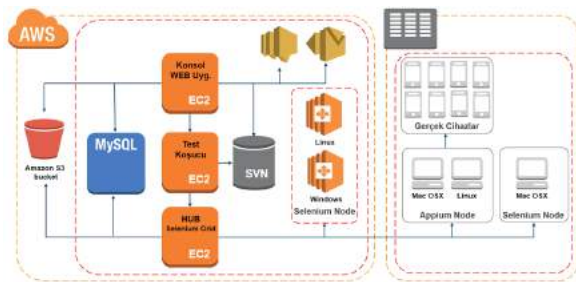 AWS
Konsol
WEB Uyg.
EC2
Amazon S3
bucket
MySQL
Test
Koşucu
EC2
SVN
Linux
Windows
Selenium Node
HUB
Selenium Grid
EC2
Gerçek Cihazlar
Mac OSX
Linux
Appium Node
Mac OSX
Selenium Node